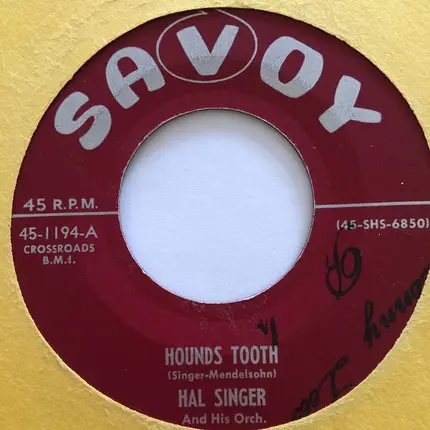 SAVOY
45 R.P.M.
45-1194-A
CROSSROADS
B.M.I.
(45-SHS-6850)
HOUNDS TOOTH
(Singer-Mendelsohn)
HAL SINGER
And His Orch.